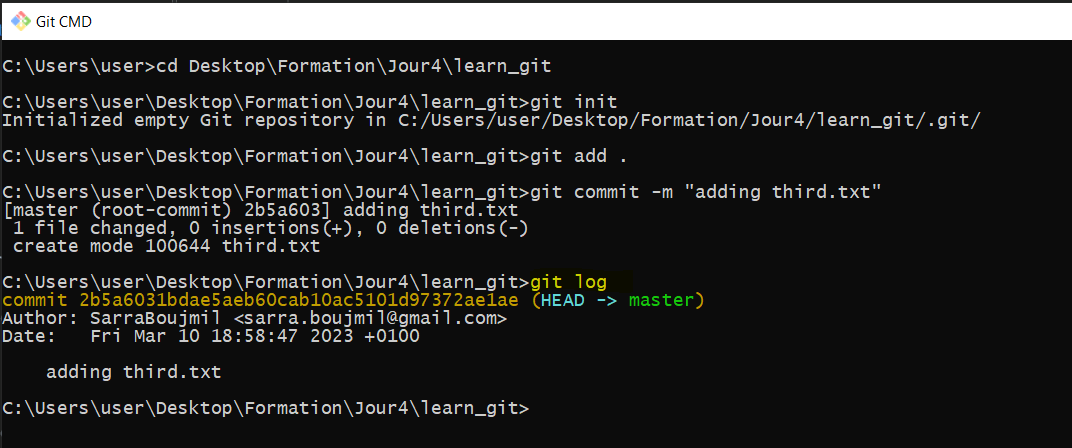 Git CMD
C:\Users\user>cd Desktop\Formation\Jour4\learn_git
C:\Users\user\Desktop\Formation\Jour4\learn_git>git init
Initialized empty Git repository in C:/Users/user/Desktop/Formation/Jour4/learn_git/.git/
C:\Users\user\Desktop\Formation\Jour4\learn_git>git add .
C:\Users\user\Desktop\Formation\Jour4\learn_git>git commit -m "adding third.txt"
[master (root-commit) 2b5a603] adding third.txt
 1 file changed, 0 insertions(+), 0 deletions(-)
 create mode 100644 third.txt
C:\Users\user\Desktop\Formation\Jour4\learn_git>git log
commit 2b5a6031bdae5aeb60cab10ac5101d97372ae1ae (HEAD -> master)
Author: SarraBoujmil <sarra.boujmil@gmail.com>
Date:   Fri Mar 10 18:58:47 2023 +0100
    adding third.txt
C:\Users\user\Desktop\Formation\Jour4\learn_git>